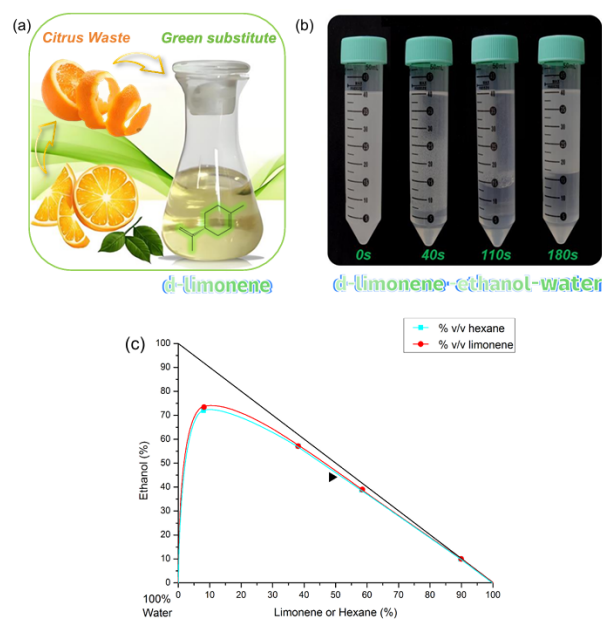 (a)
Citrus Waste
Green substitute
d-limonene
(b)
0s
40s
110s
180s
d-limonene-ethanol-water
(c)
% v/v hexane
% v/v limonene
100
90
80
70
60
50
40
30
20
10
0
Ethanol (%)
0 10 20 30 40 50 60 70 80 90 100
100%
Water
Limonene or Hexane (%)